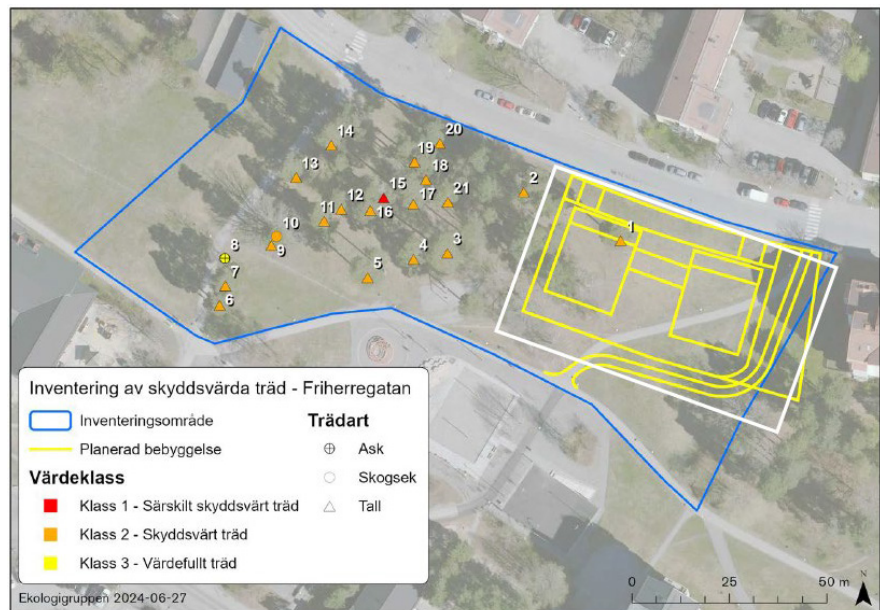 20
14
19
13
18
15
2
12
17
21
11
16
10
1
9
8
3
4
7
5
6
Inventering av skyddsvärda träd - Friherregatan
Inventeringsområde
Planerad bebyggelse
Värdeklass
Klass 1 - Särskilt skyddsvärt träd
Klass 2 - Skyddsvärt träd
Klass 3 - Värdefullt träd
Trädart
Ask
Skogsek
Tall
Ekologigruppen 2024-06-27
0 25 50 m
N